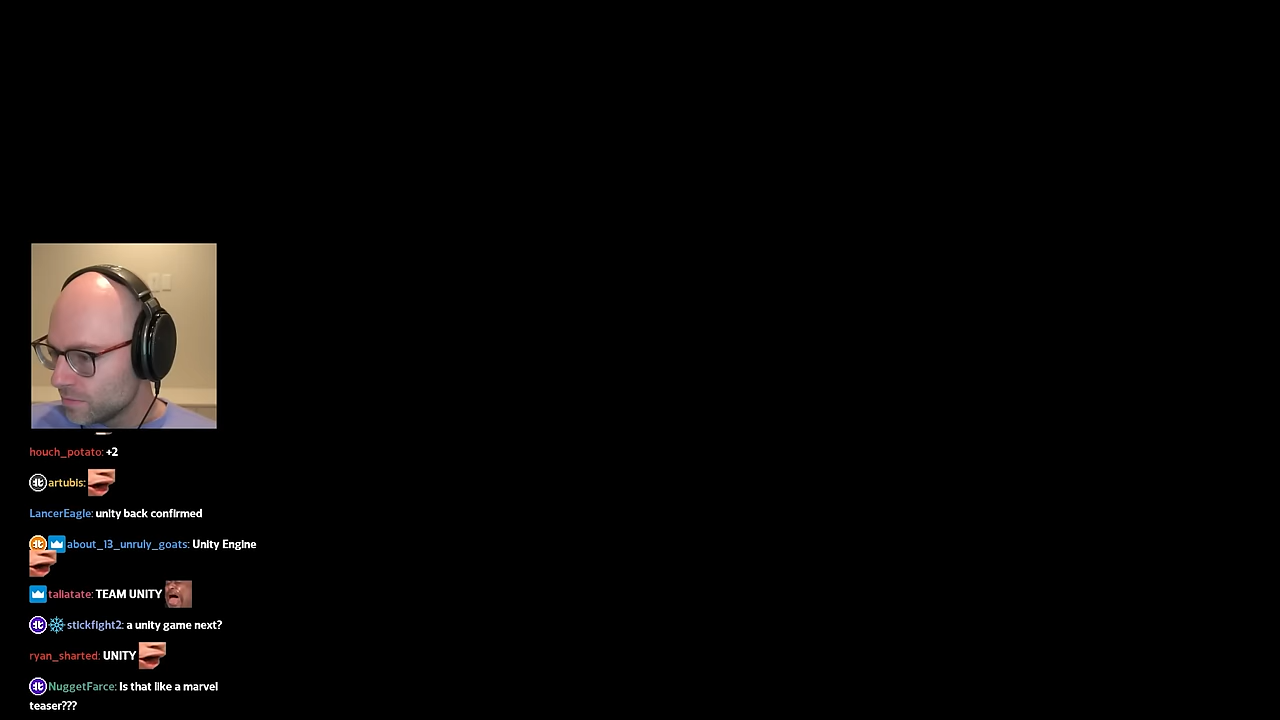 houch_potato: +2
artubis:
LancerEagle: unity back confirmed
about_13_unruly_goats: Unity Engine
taliatate: TEAM UNITY
stickfight2: a unity game next?
ryan_sharted: UNITY
NuggetFarce: Is that like a marvel
teaser???